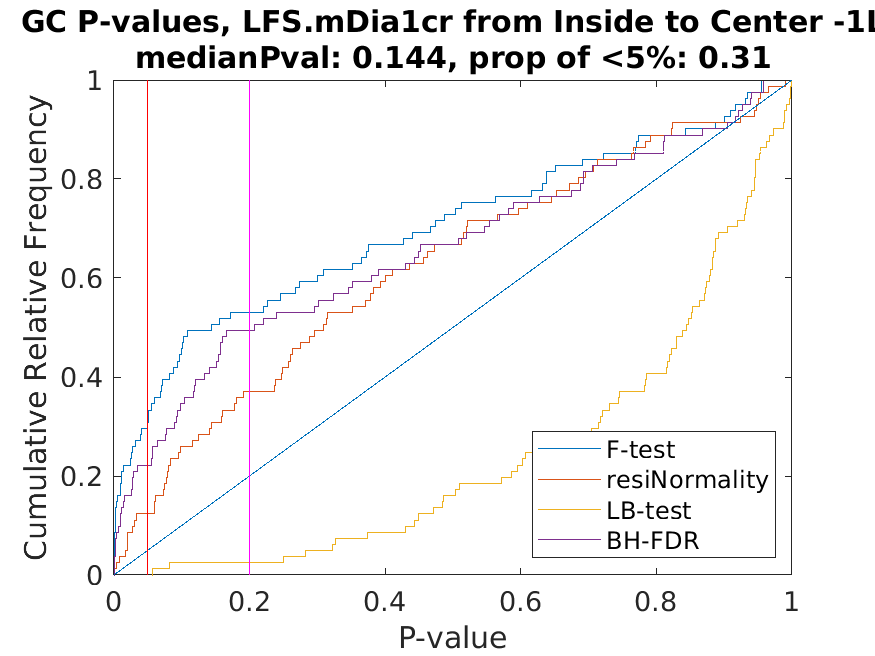 GC P-values, LFS.mDia1cr from Inside to Center -1L
medianPval: 0.144, prop of <5%: 0.31
Cumulative Relative Frequency
1
0.8
0.6
0.4
0.2
0
F-test
resiNormality
LB-test
BH-FDR
0 0.2 0.4 0.6 0.8 1
P-value